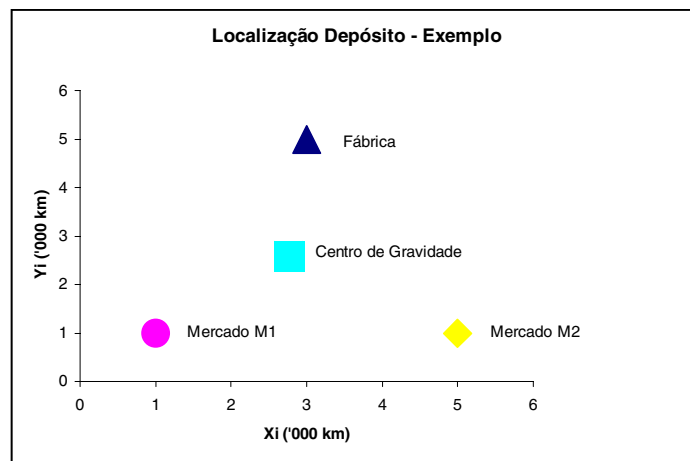 Localização Depósito - Exemplo
6
5
Fábrica
4
3
Centro de Gravidade
2
1
Mercado M1
Mercado M2
0
0 1 2 3 4 5 6
Yi ('000 km)
Xi ('000 km)